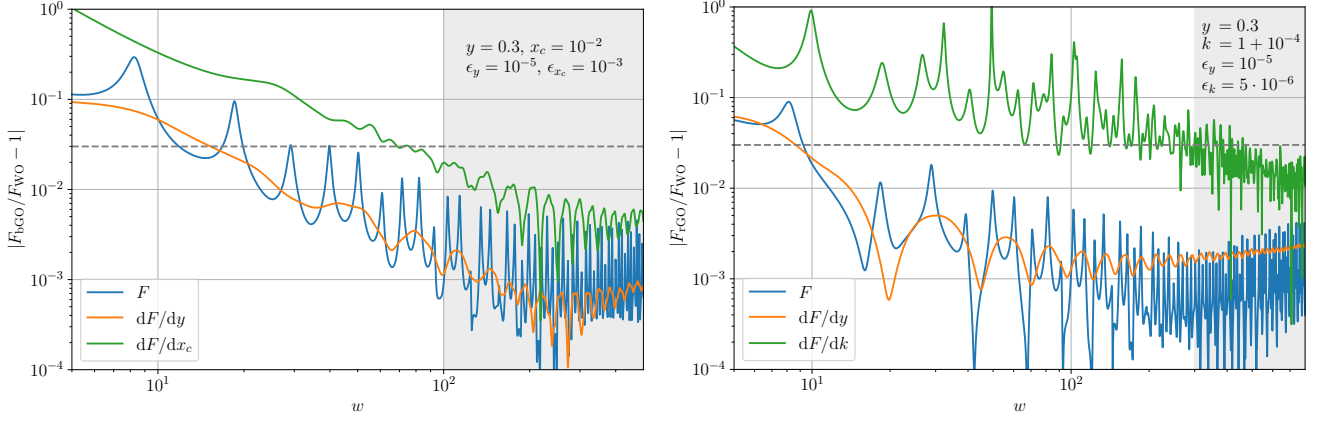 |F_bGO/F_WO − 1|
10^0
10^−1
10^−2
10^−3
10^−4
10^1
10^2
w
y = 0.3, x_c = 10^−2
ϵ_y = 10^−5, ϵ_{x_c} = 10^−3
F
dF/dy
dF/dx_c
|F_rGO/F_WO − 1|
10^0
10^−1
10^−2
10^−3
10^−4
10^1
10^2
w
y = 0.3
k = 1 + 10^−4
ϵ_y = 10^−5
ϵ_k = 5 · 10^−6
F
dF/dy
dF/dk